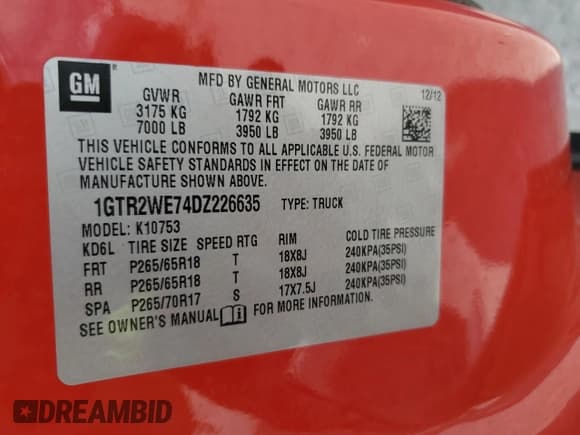 GM
MFD BY GENERAL MOTORS LLC
12/12
GVWR GAWR FRT GAWR RR
3175 KG 1792 KG 1792 KG
7000 LB 3950 LB 3950 LB
THIS VEHICLE CONFORMS TO ALL APPLICABLE U.S. FEDERAL MOTOR
VEHICLE SAFETY STANDARDS IN EFFECT ON THE DATE OF
MANUFACTURE SHOWN ABOVE.
1GTR2WE74DZ226635 TYPE: TRUCK
MODEL: K10753
KD6L TIRE SIZE SPEED RTG RIM COLD TIRE PRESSURE
FRT P265/65R18 T 18X8J 240KPA(35PSI)
RR P265/65R18 T 18X8J 240KPA(35PSI)
SPA P265/70R17 S 17X7.5J 240KPA(35PSI)
SEE OWNER'S MANUAL i FOR MORE INFORMATION.
DREAMBID